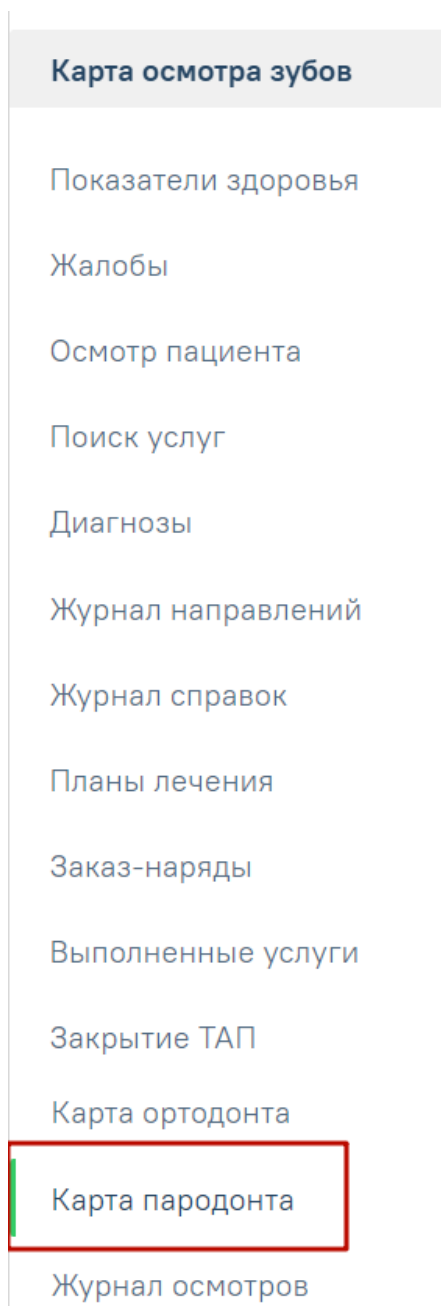 Карта осмотра зубов
Показатели здоровья
Жалобы
Осмотр пациента
Поиск услуг
Диагнозы
Журнал направлений
Журнал справок
Планы лечения
Заказ-наряды
Выполненные услуги
Закрытие ТАП
Карта ортодонта
Карта пародонта
Журнал осмотров